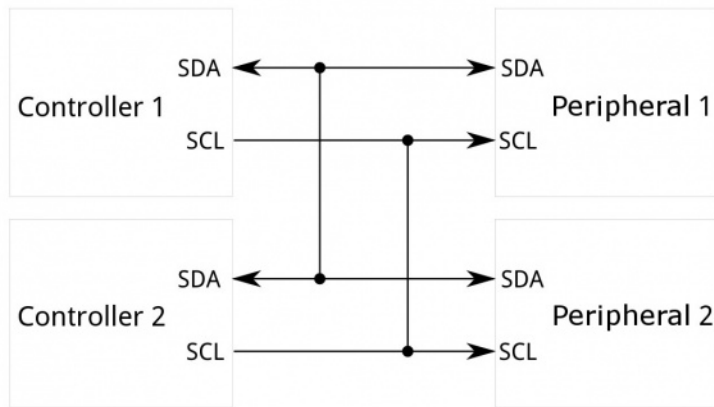 SDA
SDA
Controller 1
Peripheral 1
SCL
SCL
SDA
SDA
Controller 2
Peripheral 2
SCL
SCL